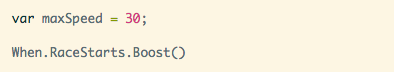 var maxSpeed = 30;
When.RaceStarts.Boost()